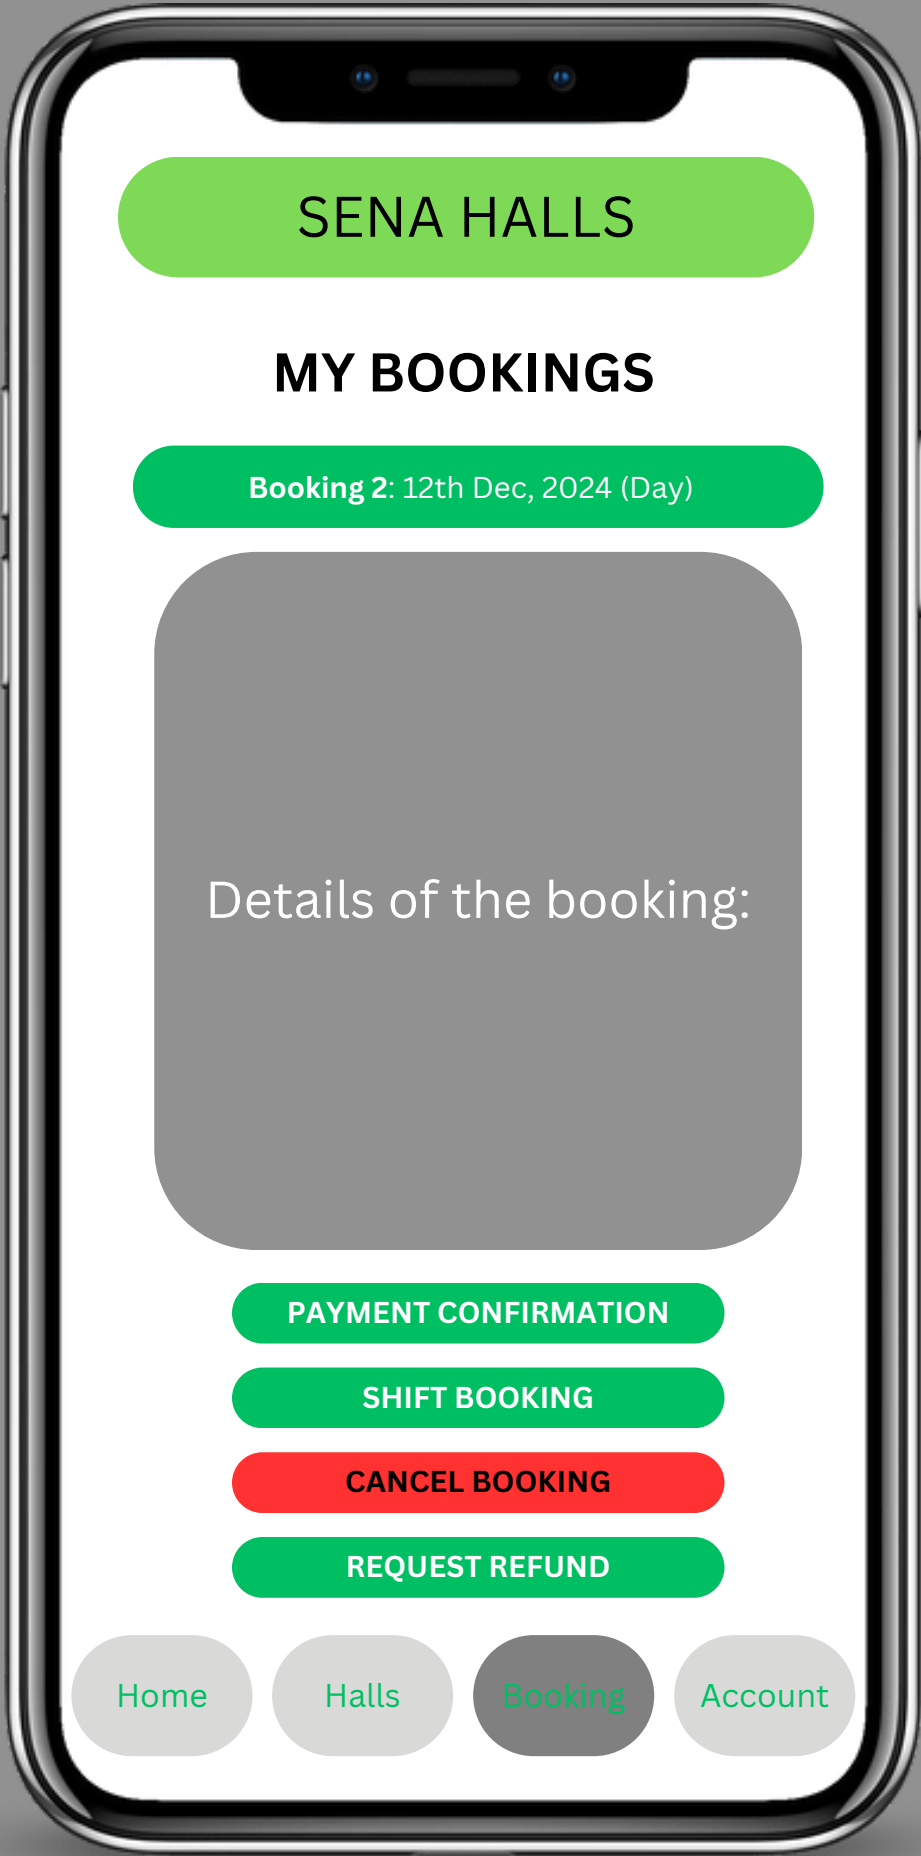 SENA HALLS
MY BOOKINGS
Booking 2: 12th Dec, 2024 (Day)
Details of the booking:
PAYMENT CONFIRMATION
SHIFT BOOKING
CANCEL BOOKING
REQUEST REFUND
Home Halls Booking Account